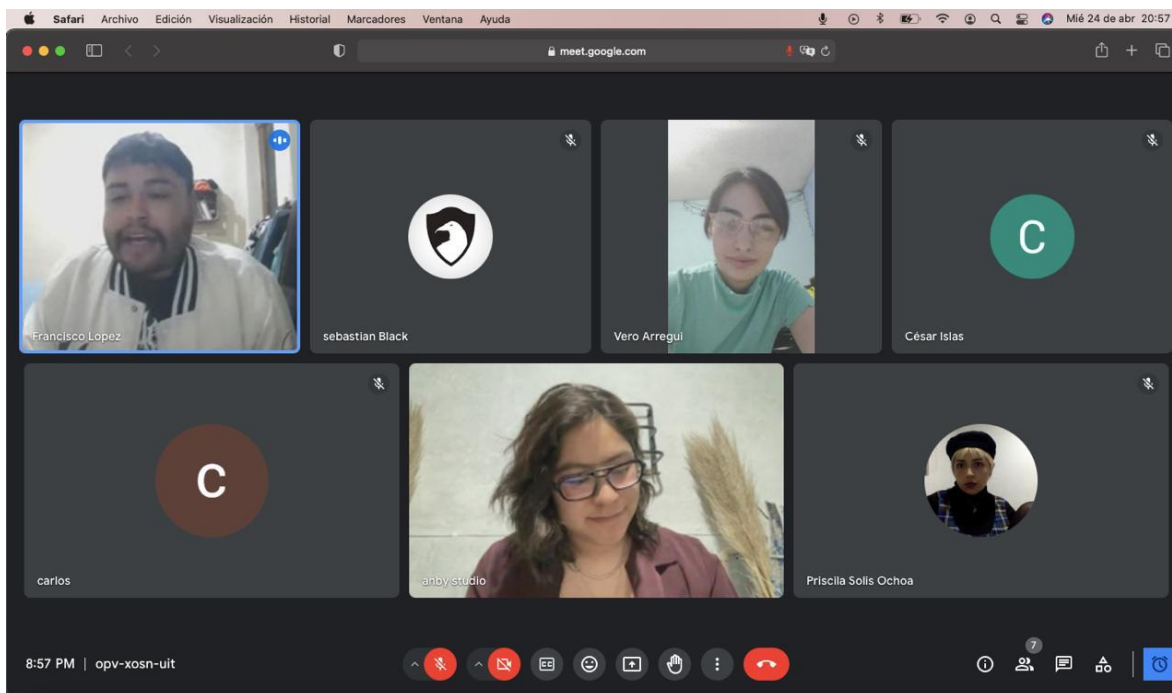 Safari Archivo Edición Visualización Historial Marcadores Ventana Ayuda Mié 24 de abr 20:57
meet.google.com
Francisco Lopez
sebastian Black
Vero Arregui
C
César Islas
C
carlos
anby studio
Priscila Solis Ochoa
7
8:57 PM | opv-xosn-uit
CC